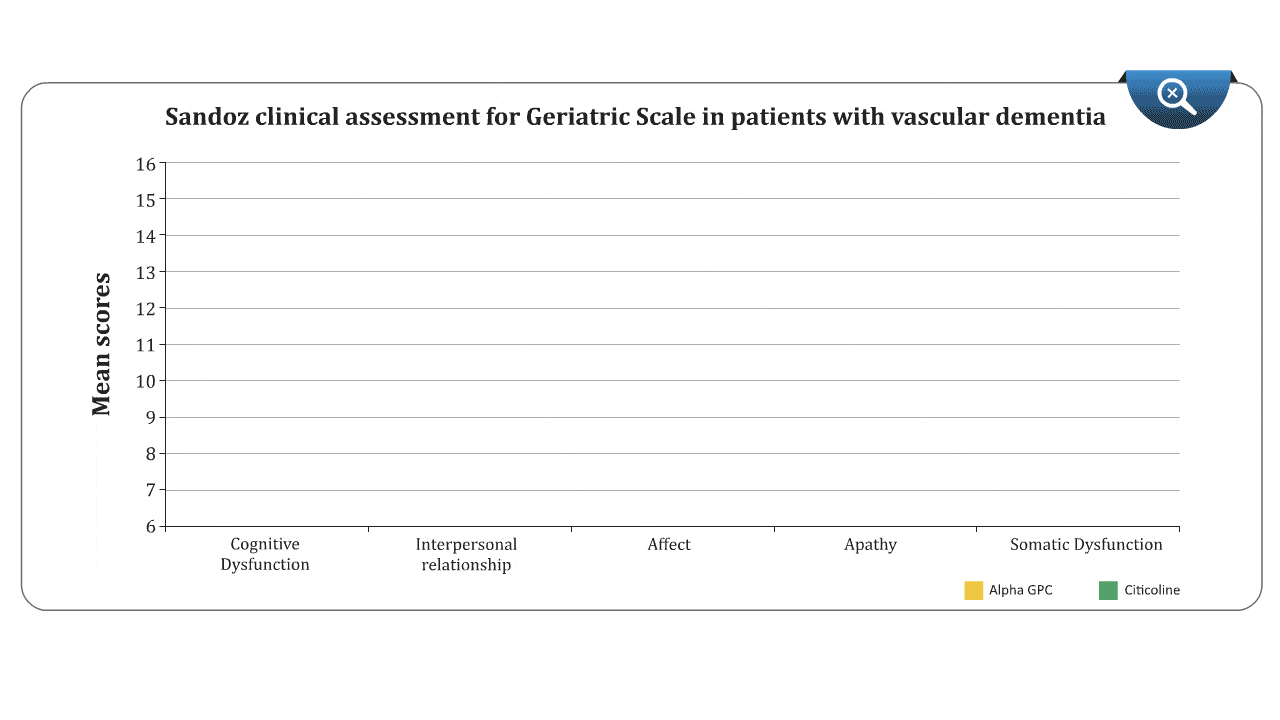 Sandoz clinical assessment for Geriatric Scale in patients with vascular dementia
Mean scores
16
15
14
13
12
11
10
9
8
7
6
Cognitive
Dysfunction
Interpersonal
relationship
Affect
Apathy
Somatic Dysfunction
Alpha GPC
Citicoline